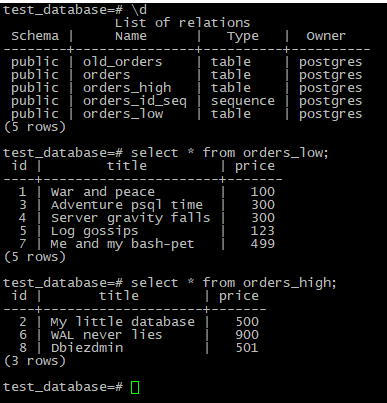 test_database=# \d
List of relations
Schema | Name | Type | Owner
--------+---------------+----------+----------
public | old_orders | table | postgres
public | orders | table | postgres
public | orders_high | table | postgres
public | orders_id_seq | sequence | postgres
public | orders_low | table | postgres
(5 rows)
test_database=# select * from orders_low;
id | title | price
----+----------------------+-------
1 | War and peace | 100
3 | Adventure psql time | 300
4 | Server gravity falls | 300
5 | Log gossips | 123
7 | Me and my bash-pet | 499
(5 rows)
test_database=# select * from orders_high;
id | title | price
----+--------------------+-------
2 | My little database | 500
6 | WAL never lies | 900
8 | Dbiezdmin | 501
(3 rows)
test_database=#